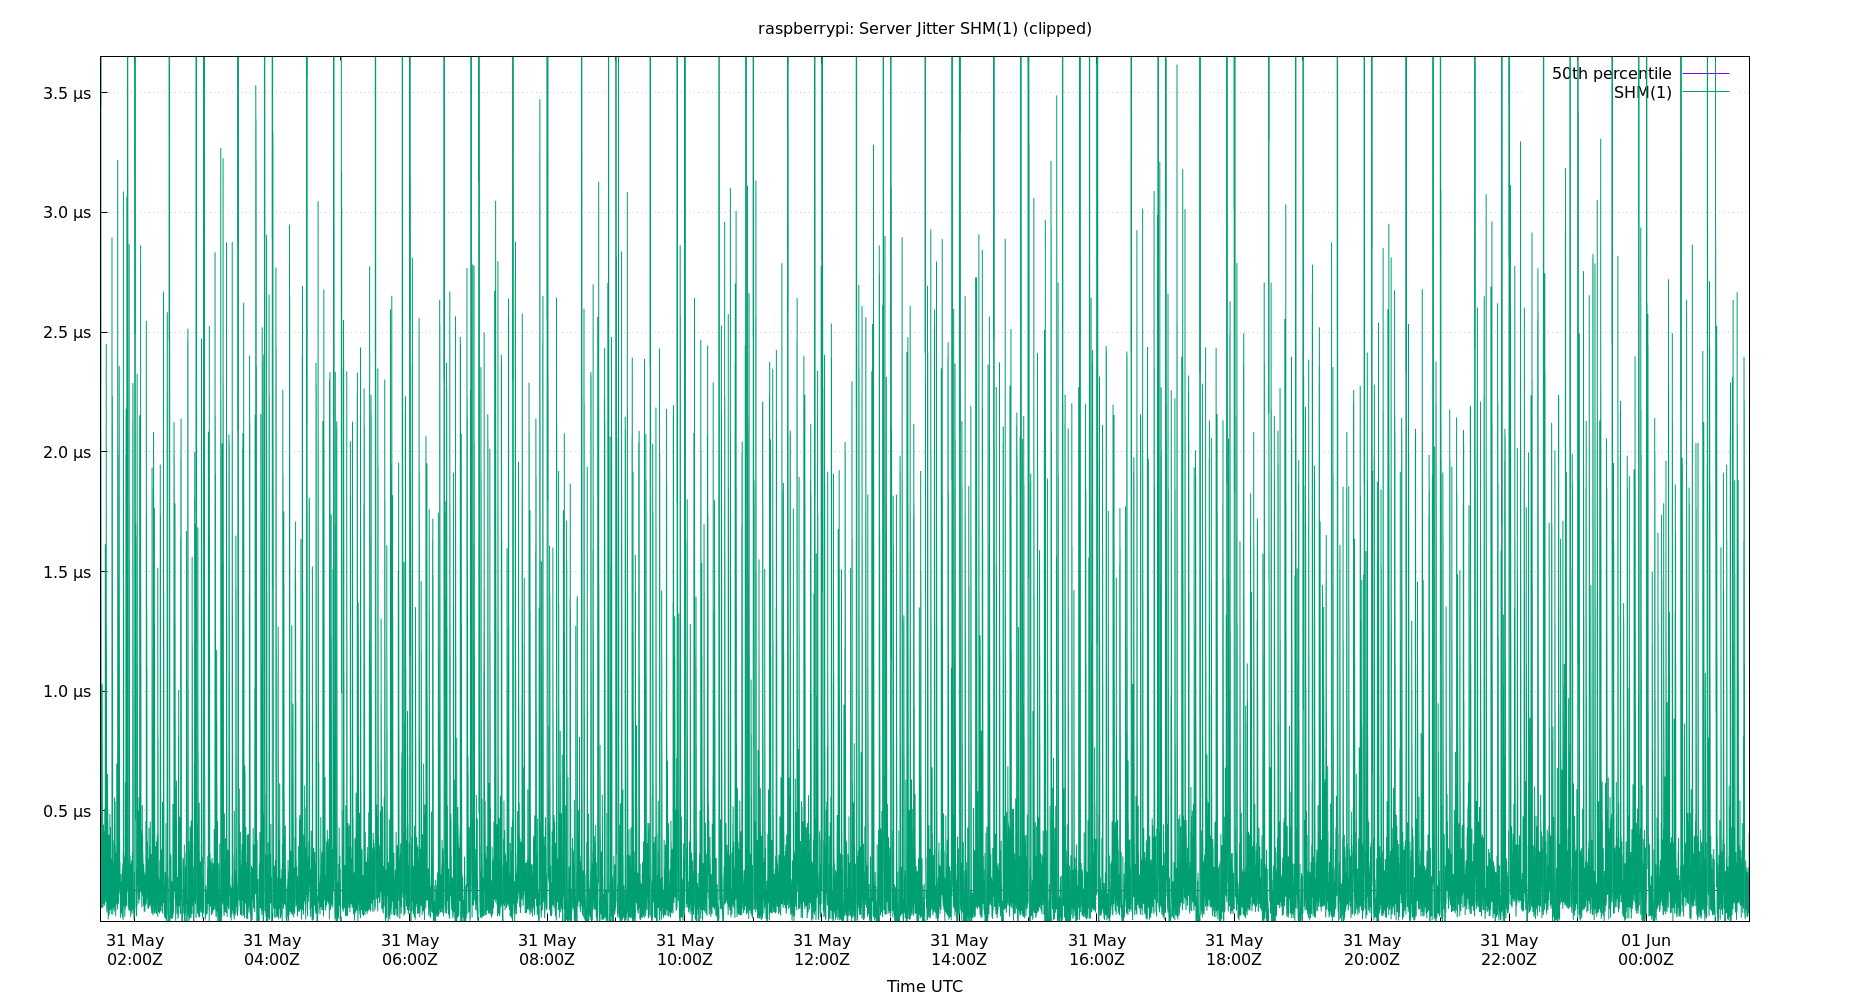 raspberrypi: Server Jitter SHM(1) (clipped)
50th percentile
SHM(1)
3.5 µs
3.0 µs
2.5 µs
2.0 µs
1.5 µs
1.0 µs
0.5 µs
31 May 31 May 31 May 31 May 31 May 31 May 31 May 31 May 31 May 31 May 31 May 01 Jun
02:00Z 04:00Z 06:00Z 08:00Z 10:00Z 12:00Z 14:00Z 16:00Z 18:00Z 20:00Z 22:00Z 00:00Z
Time UTC